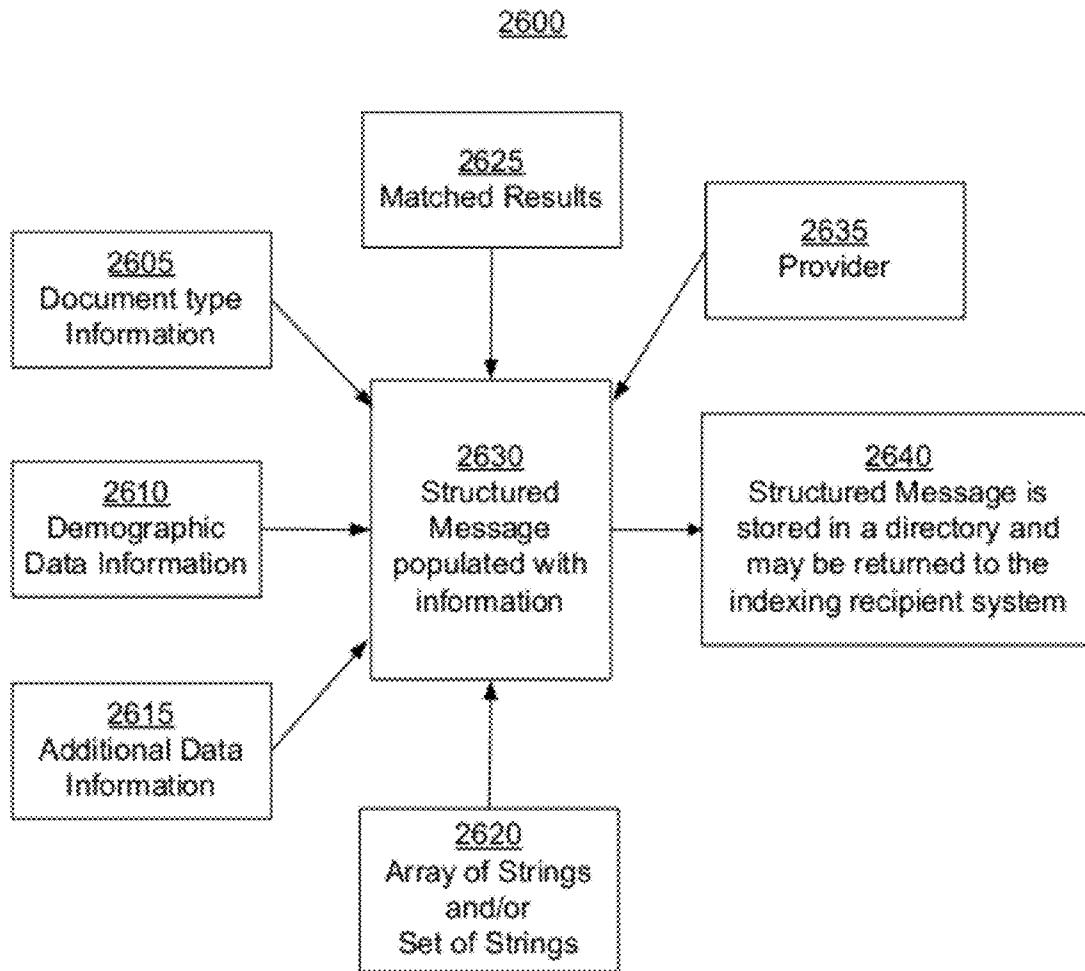 2600
2625
Matched Results
2635
Provider
2605
Document type
Information
2630
Structured
Message
populated with
information
2640
Structured Message is
stored in a directory and
may be returned to the
indexing recipient system
2610
Demographic
Data Information
2615
Additional Data
Information
2620
Array of Strings
and/or
Set of Strings